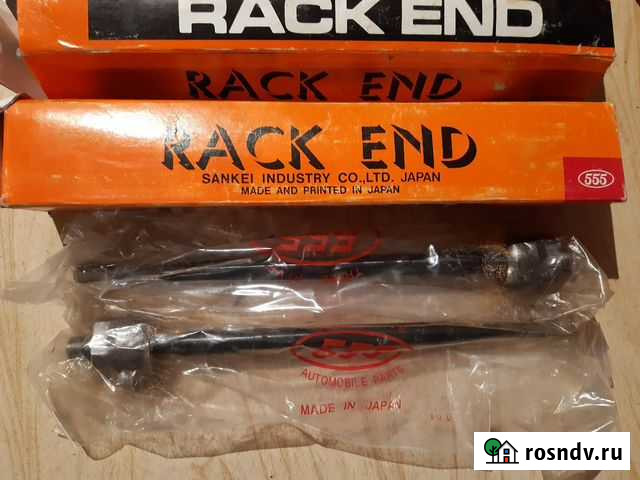 RACK END
RACK END
RACK END
SANKEI INDUSTRY CO.,LTD. JAPAN
MADE AND PRINTED IN JAPAN
555
555
AUTOMOBILE PARTS
MADE IN JAPAN
rosndv.ru